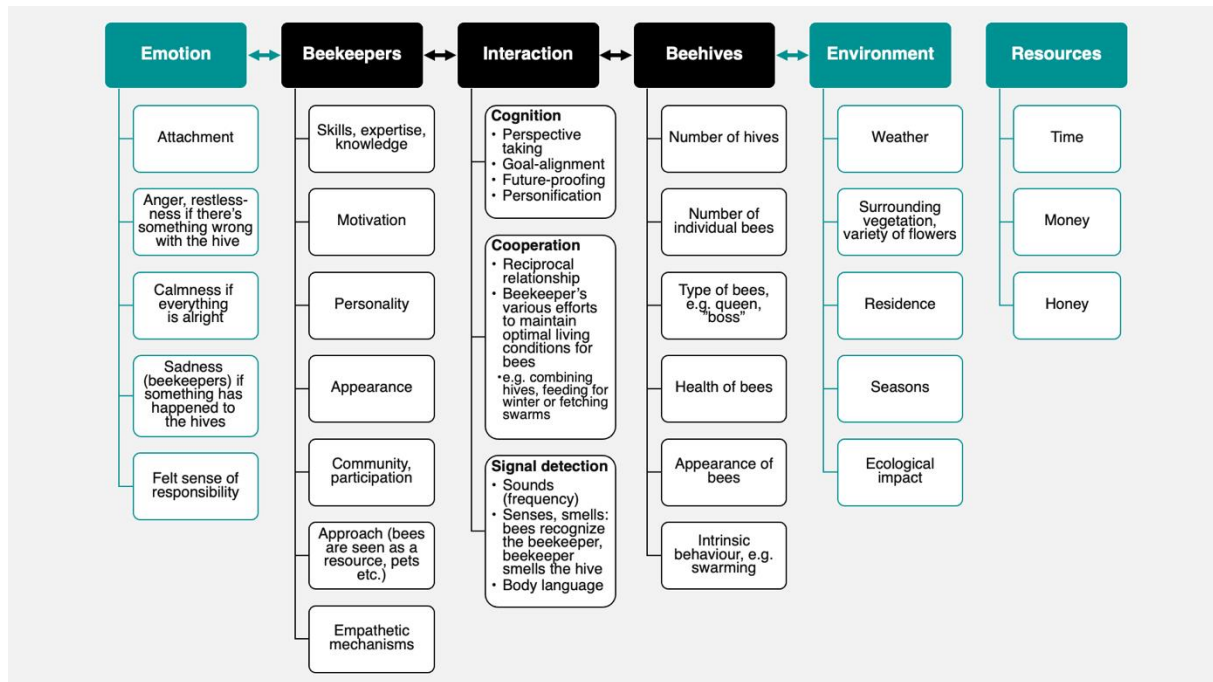 Emotion
Beekeepers
Interaction
Beehives
Environment
Resources
Attachment
Anger, restless-
ness if there's
something wrong
with the hive
Calmness if
everything
is alright
Sadness
(beekeepers) if
something has
happened to
the hives
Felt sense of
responsibility
Skills, expertise,
knowledge
Motivation
Personality
Appearance
Community,
participation
Approach (bees
are seen as a
resource, pets
etc.)
Empathetic
mechanisms
Cognition
• Perspective
taking
• Goal-alignment
• Future-proofing
• Personification
Cooperation
• Reciprocal
relationship
• Beekeeper's
various efforts
to maintain
optimal living
conditions for
bees
•e.g. combining
hives, feeding for
winter or fetching
swarms
Signal detection
• Sounds
(frequency)
• Senses, smells:
bees recognize
the beekeeper,
beekeeper
smells the hive
• Body language
Number of hives
Number of
individual bees
Type of bees,
e.g. queen,
"boss"
Health of bees
Appearance of
bees
Intrinsic
behaviour, e.g.
swarming
Weather
Surrounding
vegetation,
variety of flowers
Residence
Seasons
Ecological
impact
Time
Money
Honey